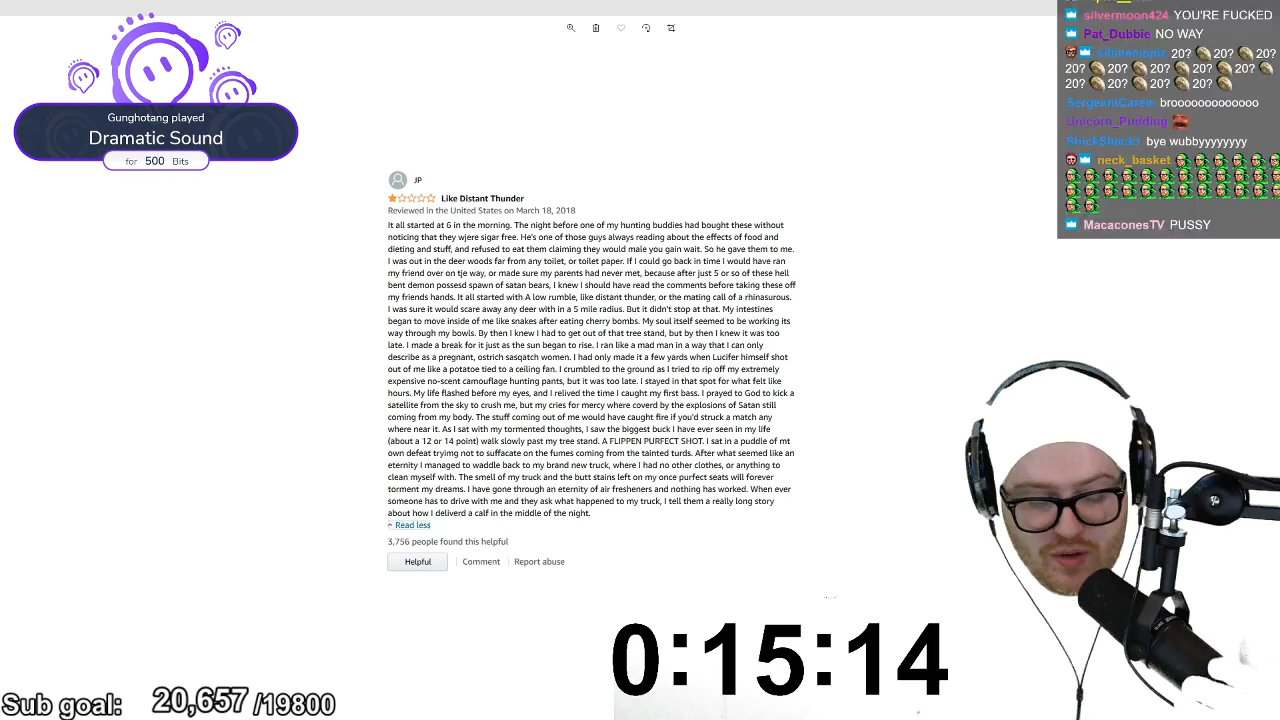 Gunghotang played
Dramatic Sound
for 500 Bits
silvermoon424 YOU'RE FUCKED
Pat_Dubbie NO WAY
20? 20? 20?
20? 20? 20? 20? 20?
20? 20? 20? 20?
SergeantCarew brooooooooooooo
Unicorn_Pudding
ShickShack1 bye wubbyyyyyyy
neck_basket
MacaconesTV PUSSY
JP
Like Distant Thunder
Reviewed in the United States on March 18, 2018
It all started at 6 in the morning. The night before one of my hunting buddies had bought these without
noticing that they wjere sigar free. He's one of those guys always reading about the effects of food and
dieting and stuff, and refused to eat them claiming they would male you gain wait. So he gave them to me.
I was out in the deer woods far from any toilet, or toilet paper. If I could go back in time I would have ran
my friend over on tje way, or made sure my parents had never met, because after just 5 or so of these hell
bent demon possesd spawn of satan bears, I knew I should have read the comments before taking these off
my friends hands. It all started with A low rumble, like distant thunder, or the mating call of a rhinasurous.
I was sure it would scare away any deer with in a 5 mile radius. But it didn't stop at that. My intestines
began to move inside of me like snakes after eating cherry bombs. My soul itself seemed to be working its
way through my bowls. By then I knew I had to get out of that tree stand, but by then I knew it was too
late. I made a break for it just as the sun began to rise. I ran like a mad man in a way that I can only
describe as a pregnant, ostrich sasqatch women. I had only made it a few yards when Lucifer himself shot
out of me like a potatoe tied to a ceiling fan. I crumbled to the ground as I tried to rip off my extremely
expensive no-scent camouflage hunting pants, but it was too late. I stayed in that spot for what felt like
hours. My life flashed before my eyes, and I relived the time I caught my first bass. I prayed to God to kick a
satellite from the sky to crush me, but my cries for mercy where coverd by the explosions of Satan still
coming from my body. The stuff coming out of me would have caught fire if you'd struck a match any
where near it. As I sat with my tormented thoughts, I saw the biggest buck I have ever seen in my life
(about a 12 or 14 point) walk slowly past my tree stand. A FLIPPEN PURFECT SHOT. I sat in a puddle of mt
own defeat tryimg not to suffacate on the fumes coming from the tainted turds. After what seemed like an
eternity I managed to waddle back to my brand new truck, where I had no other clothes, or anything to
clean myself with. The smell of my truck and the butt stains left on my once purfect seats will forever
torment my dreams. I have gone through an eternity of air fresheners and nothing has worked. When ever
someone has to drive with me and they ask what happened to my truck, I tell them a really long story
about how I deliverd a calf in the middle of the night.
Read less
3,756 people found this helpful
Helpful
Comment
Report abuse
0:15:14
Sub goal: 20,657 /19800